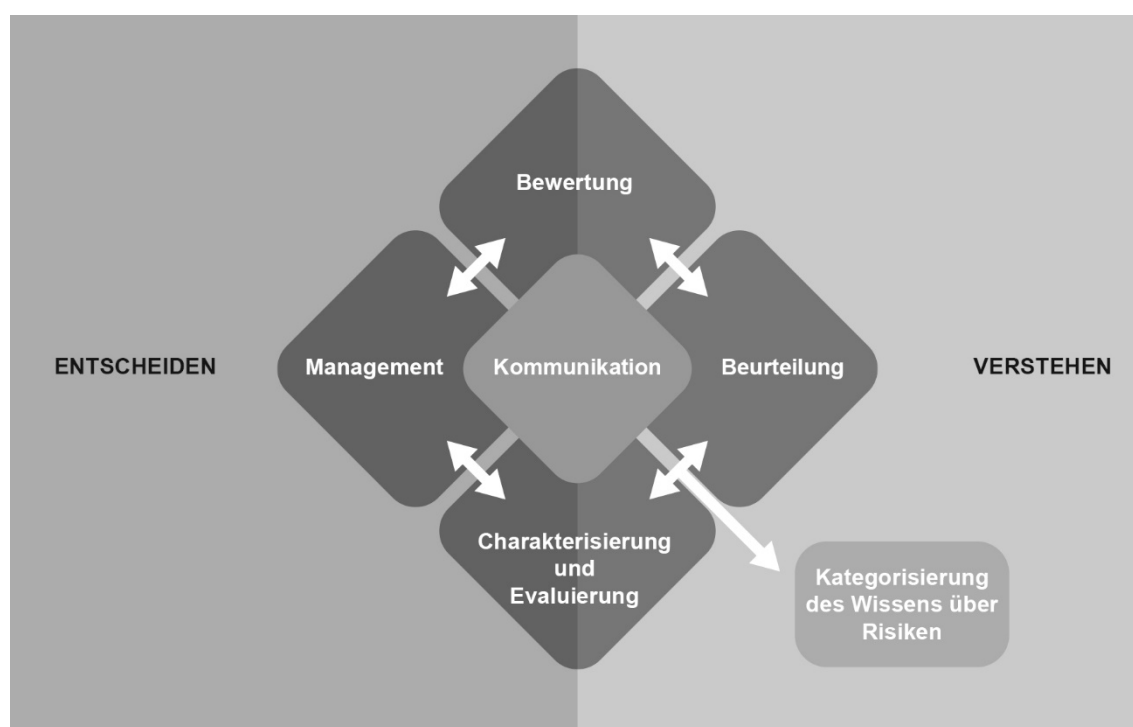 Bewertung
ENTSCHEIDEN
Management
Kommunikation
Beurteilung
VERSTEHEN
Charakterisierung
und
Evaluierung
Kategorisierung
des Wissens über
Risiken